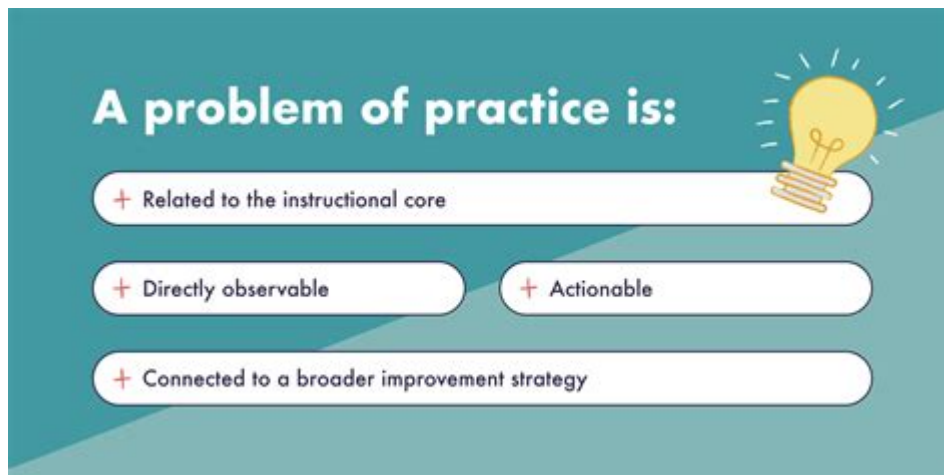 A problem of practice is:
+ Related to the instructional core
+ Directly observable
+ Actionable
+ Connected to a broader improvement strategy